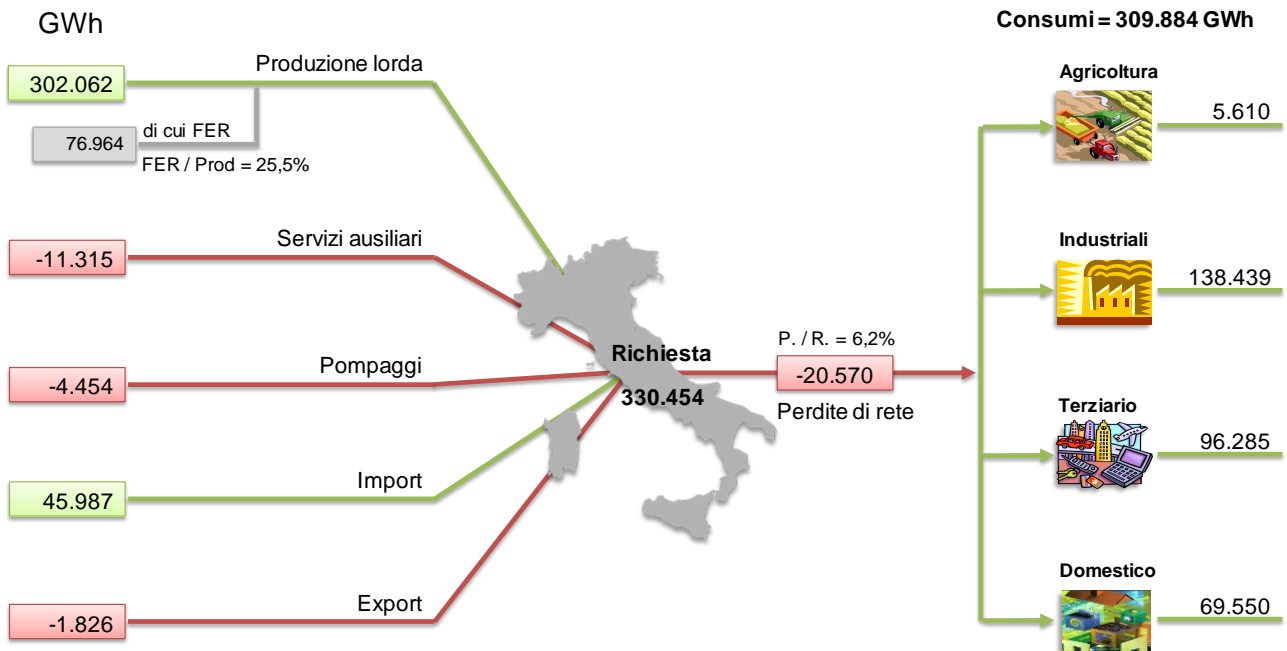 GWh
Consumi = 309.884 GWh
Produzione lorda
302.062
76.964
di cui FER
FER / Prod = 25,5%
Servizi ausiliari
-11.315
Pompaggi
-4.454
Import
45.987
Export
-1.826
Richiesta
330.454
P. / R. = 6,2%
-20.570
Perdite di rete
Agricoltura
5.610
Industriali
138.439
Terziario
96.285
Domestico
69.550